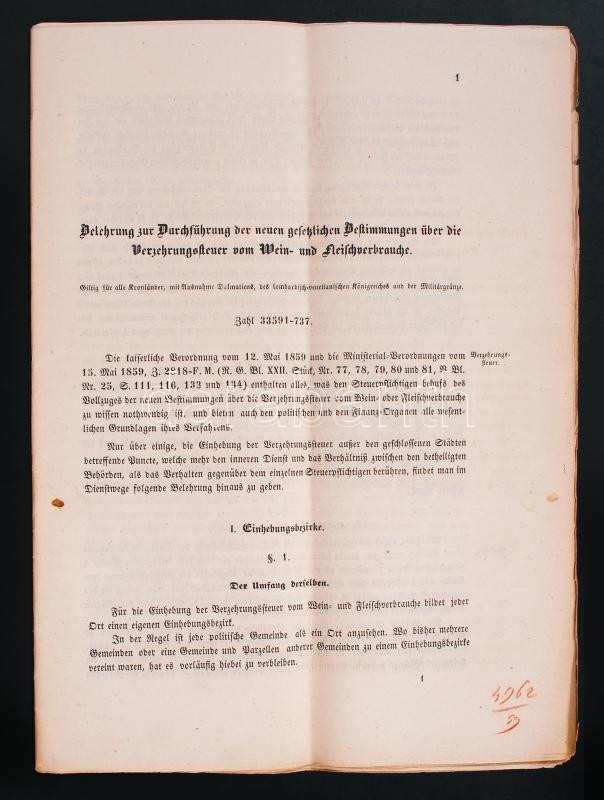 1
Belehrung zur Durchführung der neuen gesetzlichen Bestimmungen über die
Verzehrungssteuer vom Wein- und Fleischverbrauche.
Giltig für alle Kronländer, mit Ausnahme Dalmatiens, des lombardisch-venetianischen Königreiches und der Militärgränze.
Zahl 33591-737.
Die kaiserliche Verordnung vom 12. Mai 1859 und die Ministerial-Verordnungen vom
Verzehrungs-
steuer.
15. Mai 1859, Z. 2218-F. M. (R. G. Bl. XXII. Stück, Nr. 77, 78, 79, 80 und 81, V. Bl.
Nr. 25, S. 111, 116, 133 und 134) enthalten alles, was den Steuerpflichtigen behufs des
Vollzuges der neuen Bestimmungen über die Verzehrungssteuer vom Wein- oder Fleischverbrauche
zu wissen nothwendig ist, und bieten auch den politischen und den Finanz-Organen alle wesent-
lichen Grundlagen ihres Verfahrens.
Nur über einige, die Einhebung der Verzehrungssteuer außer den geschlossenen Städten
betreffende Puncte, welche mehr den inneren Dienst und das Verhältniß zwischen den betheiligten
Behörden, als das Verhalten gegenüber dem einzelnen Steuerpflichtigen berühren, findet man im
Dienstwege folgende Belehrung hinaus zu geben.
I. Einhebungsbezirke.
§. 1.
Der Umfang derselben.
Für die Einhebung der Verzehrungssteuer vom Wein- und Fleischverbrauche bildet jeder
Ort einen eigenen Einhebungsbezirk.
In der Regel ist jede politische Gemeinde als ein Ort anzusehen. Wo bisher mehrere
Gemeinden oder eine Gemeinde und Parzellen anderer Gemeinden zu einem Einhebungsbezirke
vereint waren, hat es vorläufig hiebei zu verbleiben.
1
4962
59
darabanth